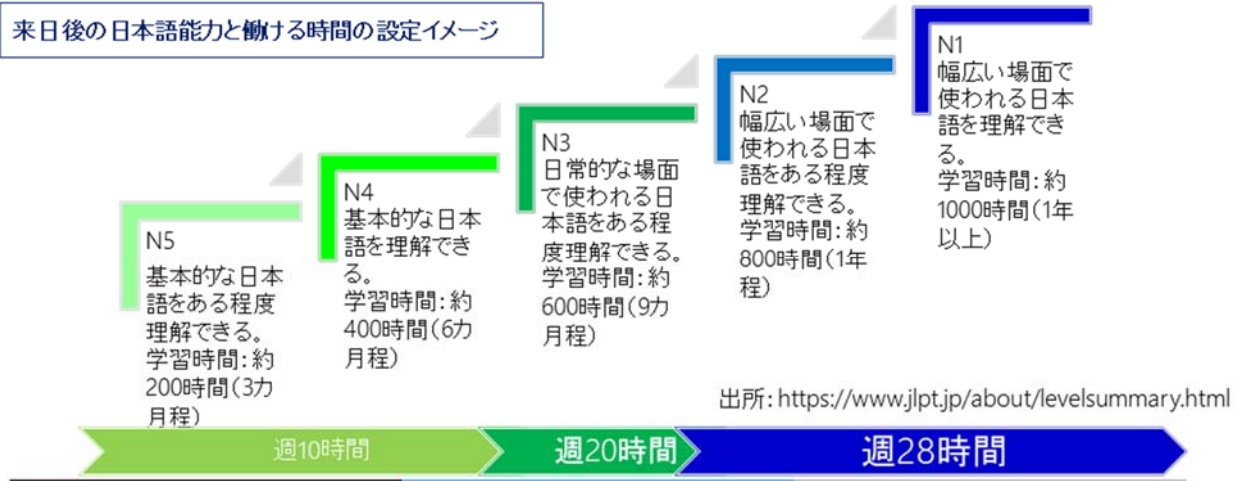 来日後の日本語能力と働ける時間の設定イメージ
N5
基本的な日本
語をある程度
理解できる。
学習時間：約
200時間(3カ
月程)
N4
基本的な日本
語を理解でき
る。
学習時間：約
400時間(6カ
月程)
N3
日常的な場面
で使われる日
本語をある程
度理解できる。
学習時間：約
600時間(9カ
月程)
N2
幅広い場面で
使われる日本
語をある程度
理解できる。
学習時間：約
800時間(1年
程)
N1
幅広い場面で
使われる日本
語を理解でき
る。
学習時間：約
1000時間(1年
以上)
出所：https://www.jlpt.jp/about/levelsummary.html
週10時間
週20時間
週28時間